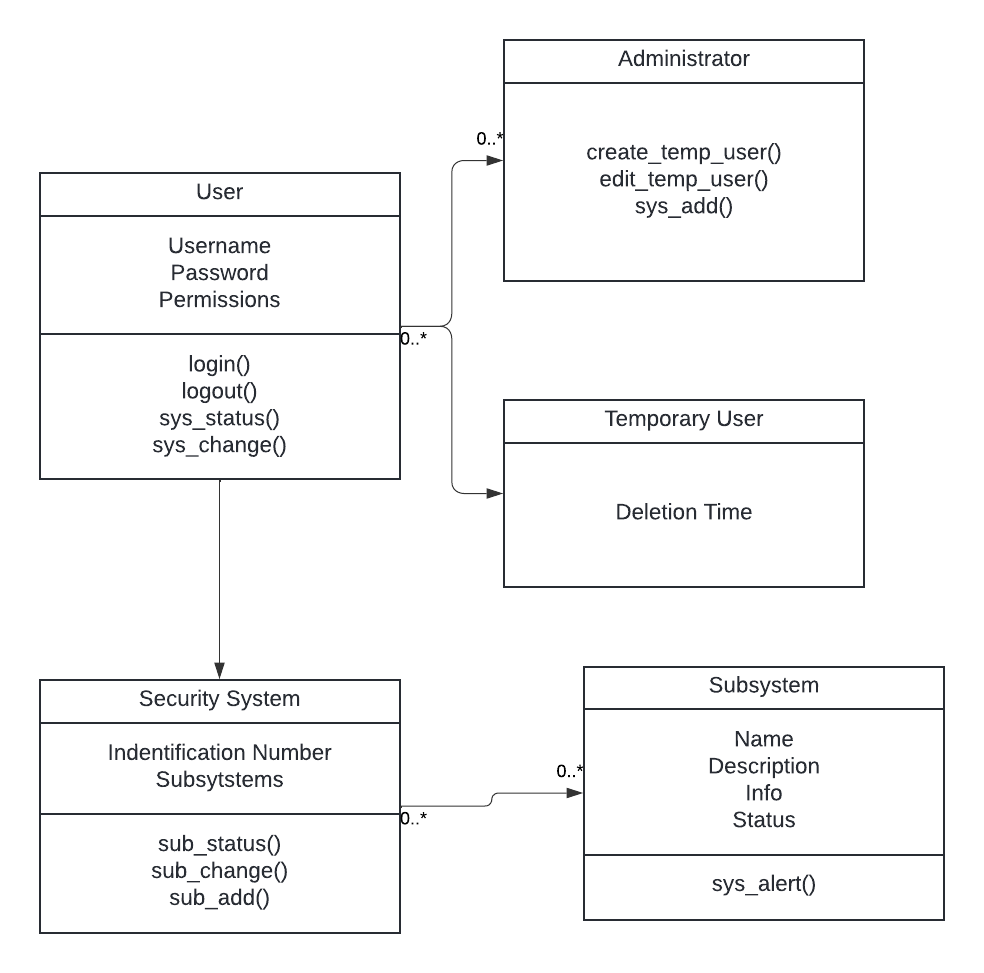 Administrator
0..*
create_temp_user()
edit_temp_user()
sys_add()
User
Username
Password
Permissions
0..*
login()
logout()
sys_status()
sys_change()
Temporary User
Deletion Time
Security System
Indentification Number
Subsytstems
0..*
sub_status()
sub_change()
sub_add()
Subsystem
0..*
Name
Description
Info
Status
sys_alert()